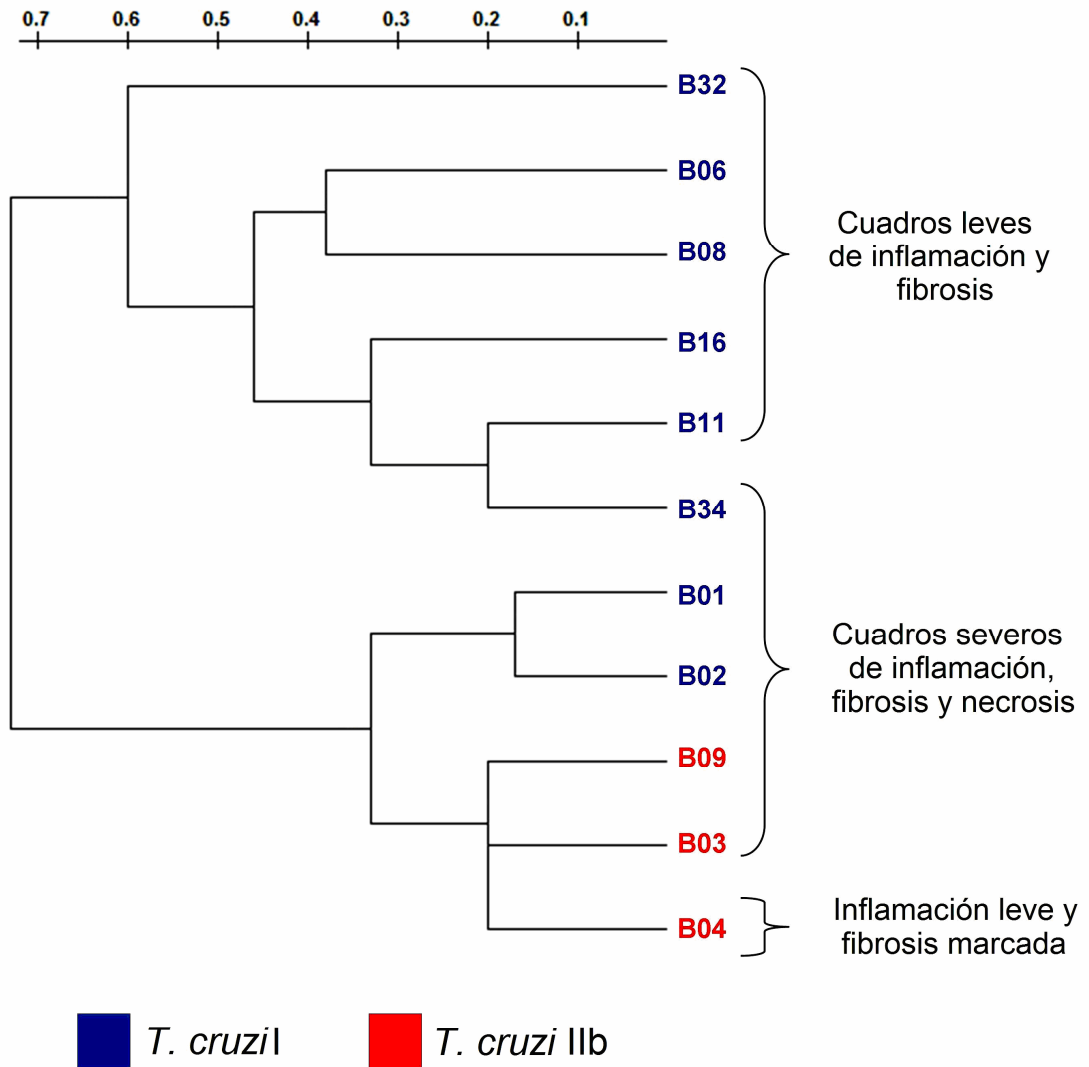 0.7 0.6 0.5 0.4 0.3 0.2 0.1
B32
B06
B08
B16
B11
B34
B01
B02
B09
B03
B04
Cuadros leves
de inflamación y
fibrosis
Cuadros severos
de inflamación,
fibrosis y necrosis
Inflamación leve y
fibrosis marcada
T. cruzi I
T. cruzi IIb